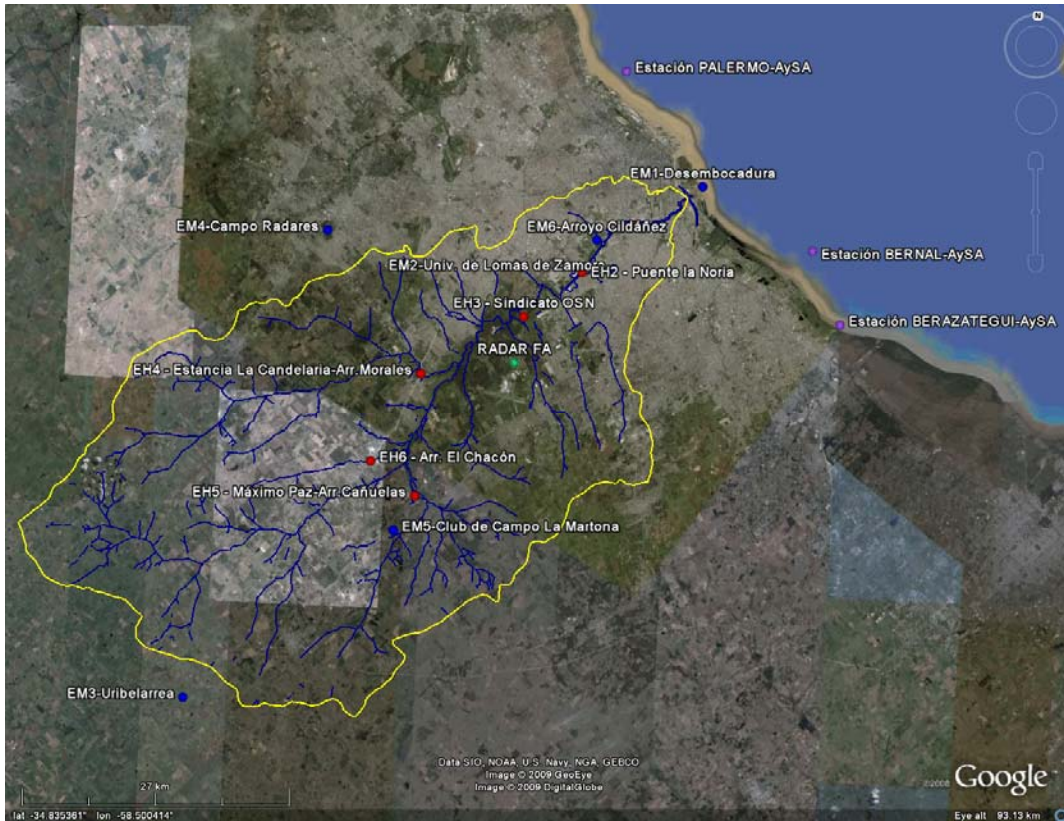 N
Estación PALERMO-AySA
EM1-Desembocadura
EM4-Campo Radares
EM6-Arroyo Cildáñez
Estación BERNAL-AySA
EM2-Univ. de Lomas de Zamora
EH2 - Puente la Noria
EH3 - Sindicato OSN
Estación BERAZATEGUI-AySA
RADAR FA
EH4 - Estancia La Candelaria-Arr.Morales
EH6 - Arr. El Chacón
EH5 - Máximo Paz-Arr.Cañuelas
EM5-Club de Campo La Martona
EM3-Uribelarrea
Data SIO, NOAA, U.S. Navy, NGA, GEBCO
Image © 2009 GeoEye
Image © 2009 DigitalGlobe
27 km
©2008 Google
lat -34.835361° lon -58.500414°
Eye alt 93.13 km